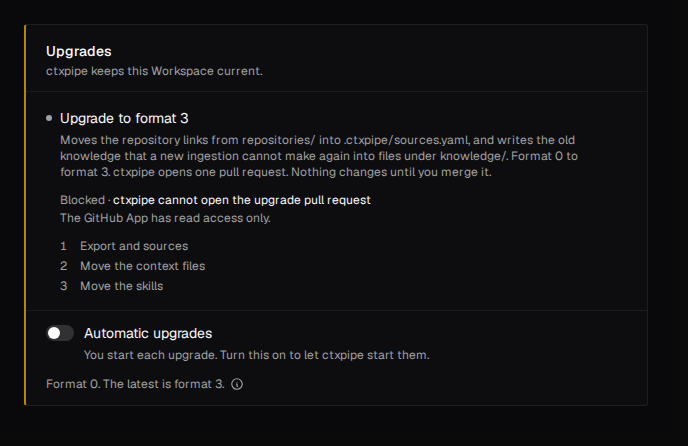 Upgrades
ctxpipe keeps this Workspace current.
Upgrade to format 3
Moves the repository links from repositories/ into .ctxpipe/sources.yaml, and writes the old
knowledge that a new ingestion cannot make again into files under knowledge/. Format 0 to
format 3. ctxpipe opens one pull request. Nothing changes until you merge it.
Blocked · ctxpipe cannot open the upgrade pull request
The GitHub App has read access only.
1 Export and sources
2 Move the context files
3 Move the skills
Automatic upgrades
You start each upgrade. Turn this on to let ctxpipe start them.
Format 0. The latest is format 3.